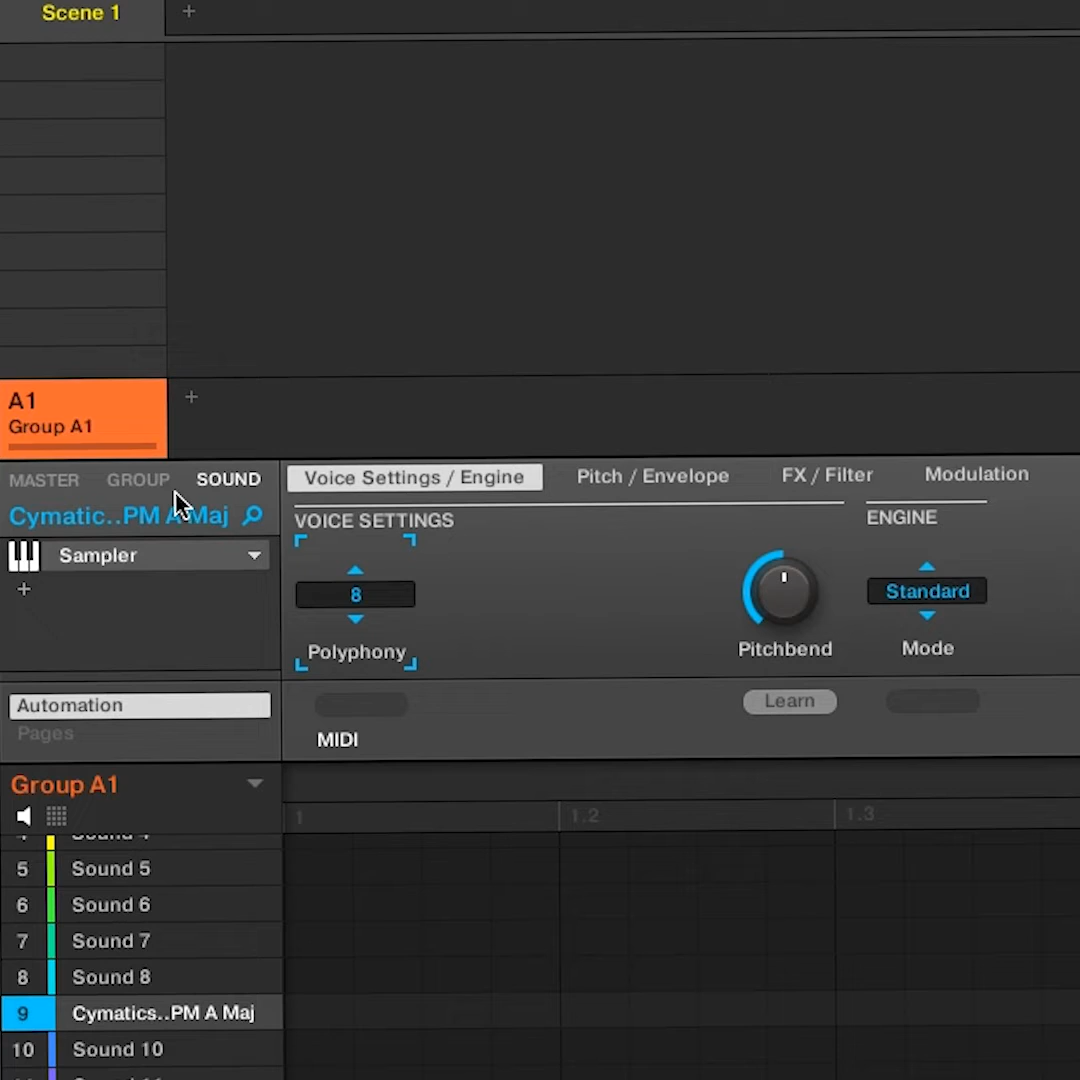 Scene 1
A1
Group A1
MASTER GROUP SOUND
Cymatic..PM A Maj
Voice Settings / Engine Pitch / Envelope FX / Filter Modulation
VOICE SETTINGS
ENGINE
Sampler
8
Standard
Polyphony
Pitchbend
Mode
Automation
Pages
Learn
MIDI
Group A1
1 1.2 1.3
5 Sound 5
6 Sound 6
7 Sound 7
8 Sound 8
9 Cymatics..PM A Maj
10 Sound 10